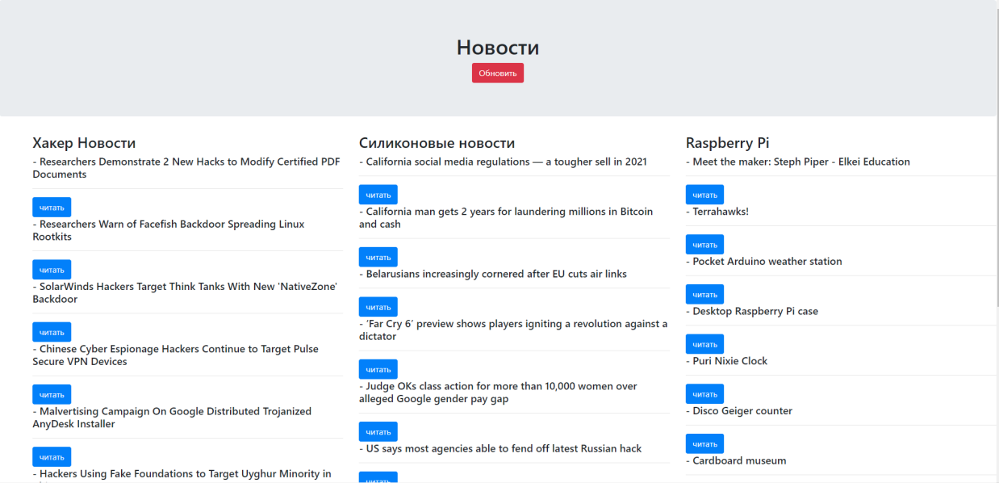 Новости
Обновить
Хакер Новости
- Researchers Demonstrate 2 New Hacks to Modify Certified PDF
Documents
читать
- Researchers Warn of Facefish Backdoor Spreading Linux
Rootkits
читать
- SolarWinds Hackers Target Think Tanks With New 'NativeZone'
Backdoor
читать
- Chinese Cyber Espionage Hackers Continue to Target Pulse
Secure VPN Devices
читать
- Malvertising Campaign On Google Distributed Trojanized
AnyDesk Installer
читать
- Hackers Using Fake Foundations to Target Uyghur Minority in
Силиконовые новости
- California social media regulations — a tougher sell in 2021
читать
- California man gets 2 years for laundering millions in Bitcoin
and cash
читать
- Belarusians increasingly cornered after EU cuts air links
читать
- ‘Far Cry 6’ preview shows players igniting a revolution against a
dictator
читать
- Judge OKs class action for more than 10,000 women over
alleged Google gender pay gap
читать
- US says most agencies able to fend off latest Russian hack
читать
Raspberry Pi
- Meet the maker: Steph Piper - Elkei Education
читать
- Terrahawks!
читать
- Pocket Arduino weather station
читать
- Desktop Raspberry Pi case
читать
- Puri Nixie Clock
читать
- Disco Geiger counter
читать
- Cardboard museum